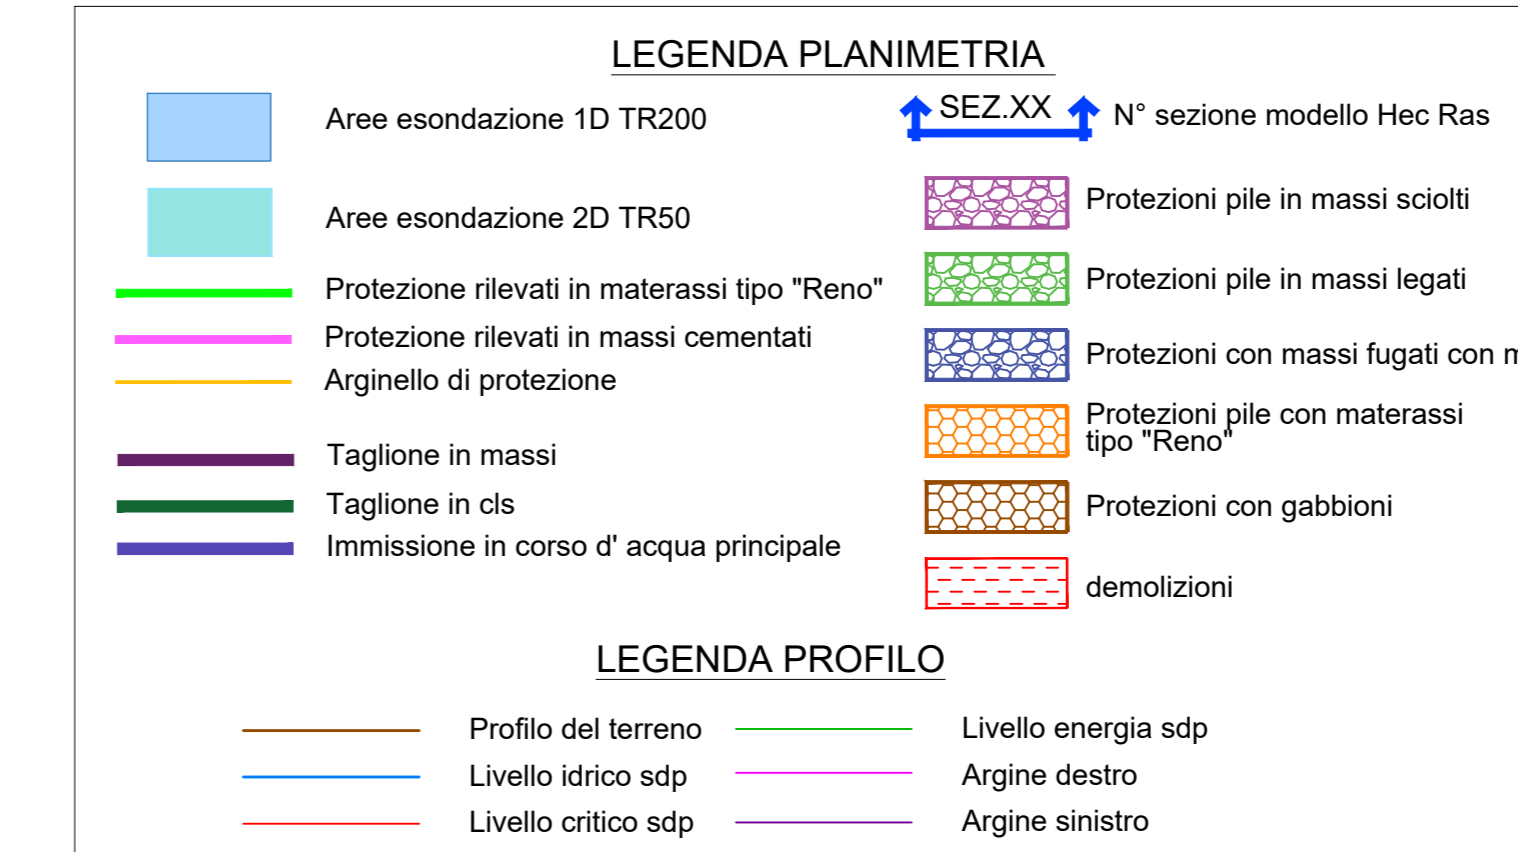 LEGENDA PLANIMETRIA
Aree esondazione 1D TR200
Aree esondazione 2D TR50
Protezione rilevati in materassi tipo "Reno"
Protezione rilevati in massi cementati
Arginello di protezione
Taglione in massi
Taglione in cls
Immissione in corso d' acqua principale
SEZ.XX
N° sezione modello Hec Ras
Protezioni pile in massi sciolti
Protezioni pile in massi legati
Protezioni con massi fugati con
Protezioni pile con materassi
tipo "Reno"
Protezioni con gabbioni
demolizioni
LEGENDA PROFILO
Profilo del terreno
Livello idrico sdp
Livello critico sdp
Livello energia sdp
Argine destro
Argine sinistro